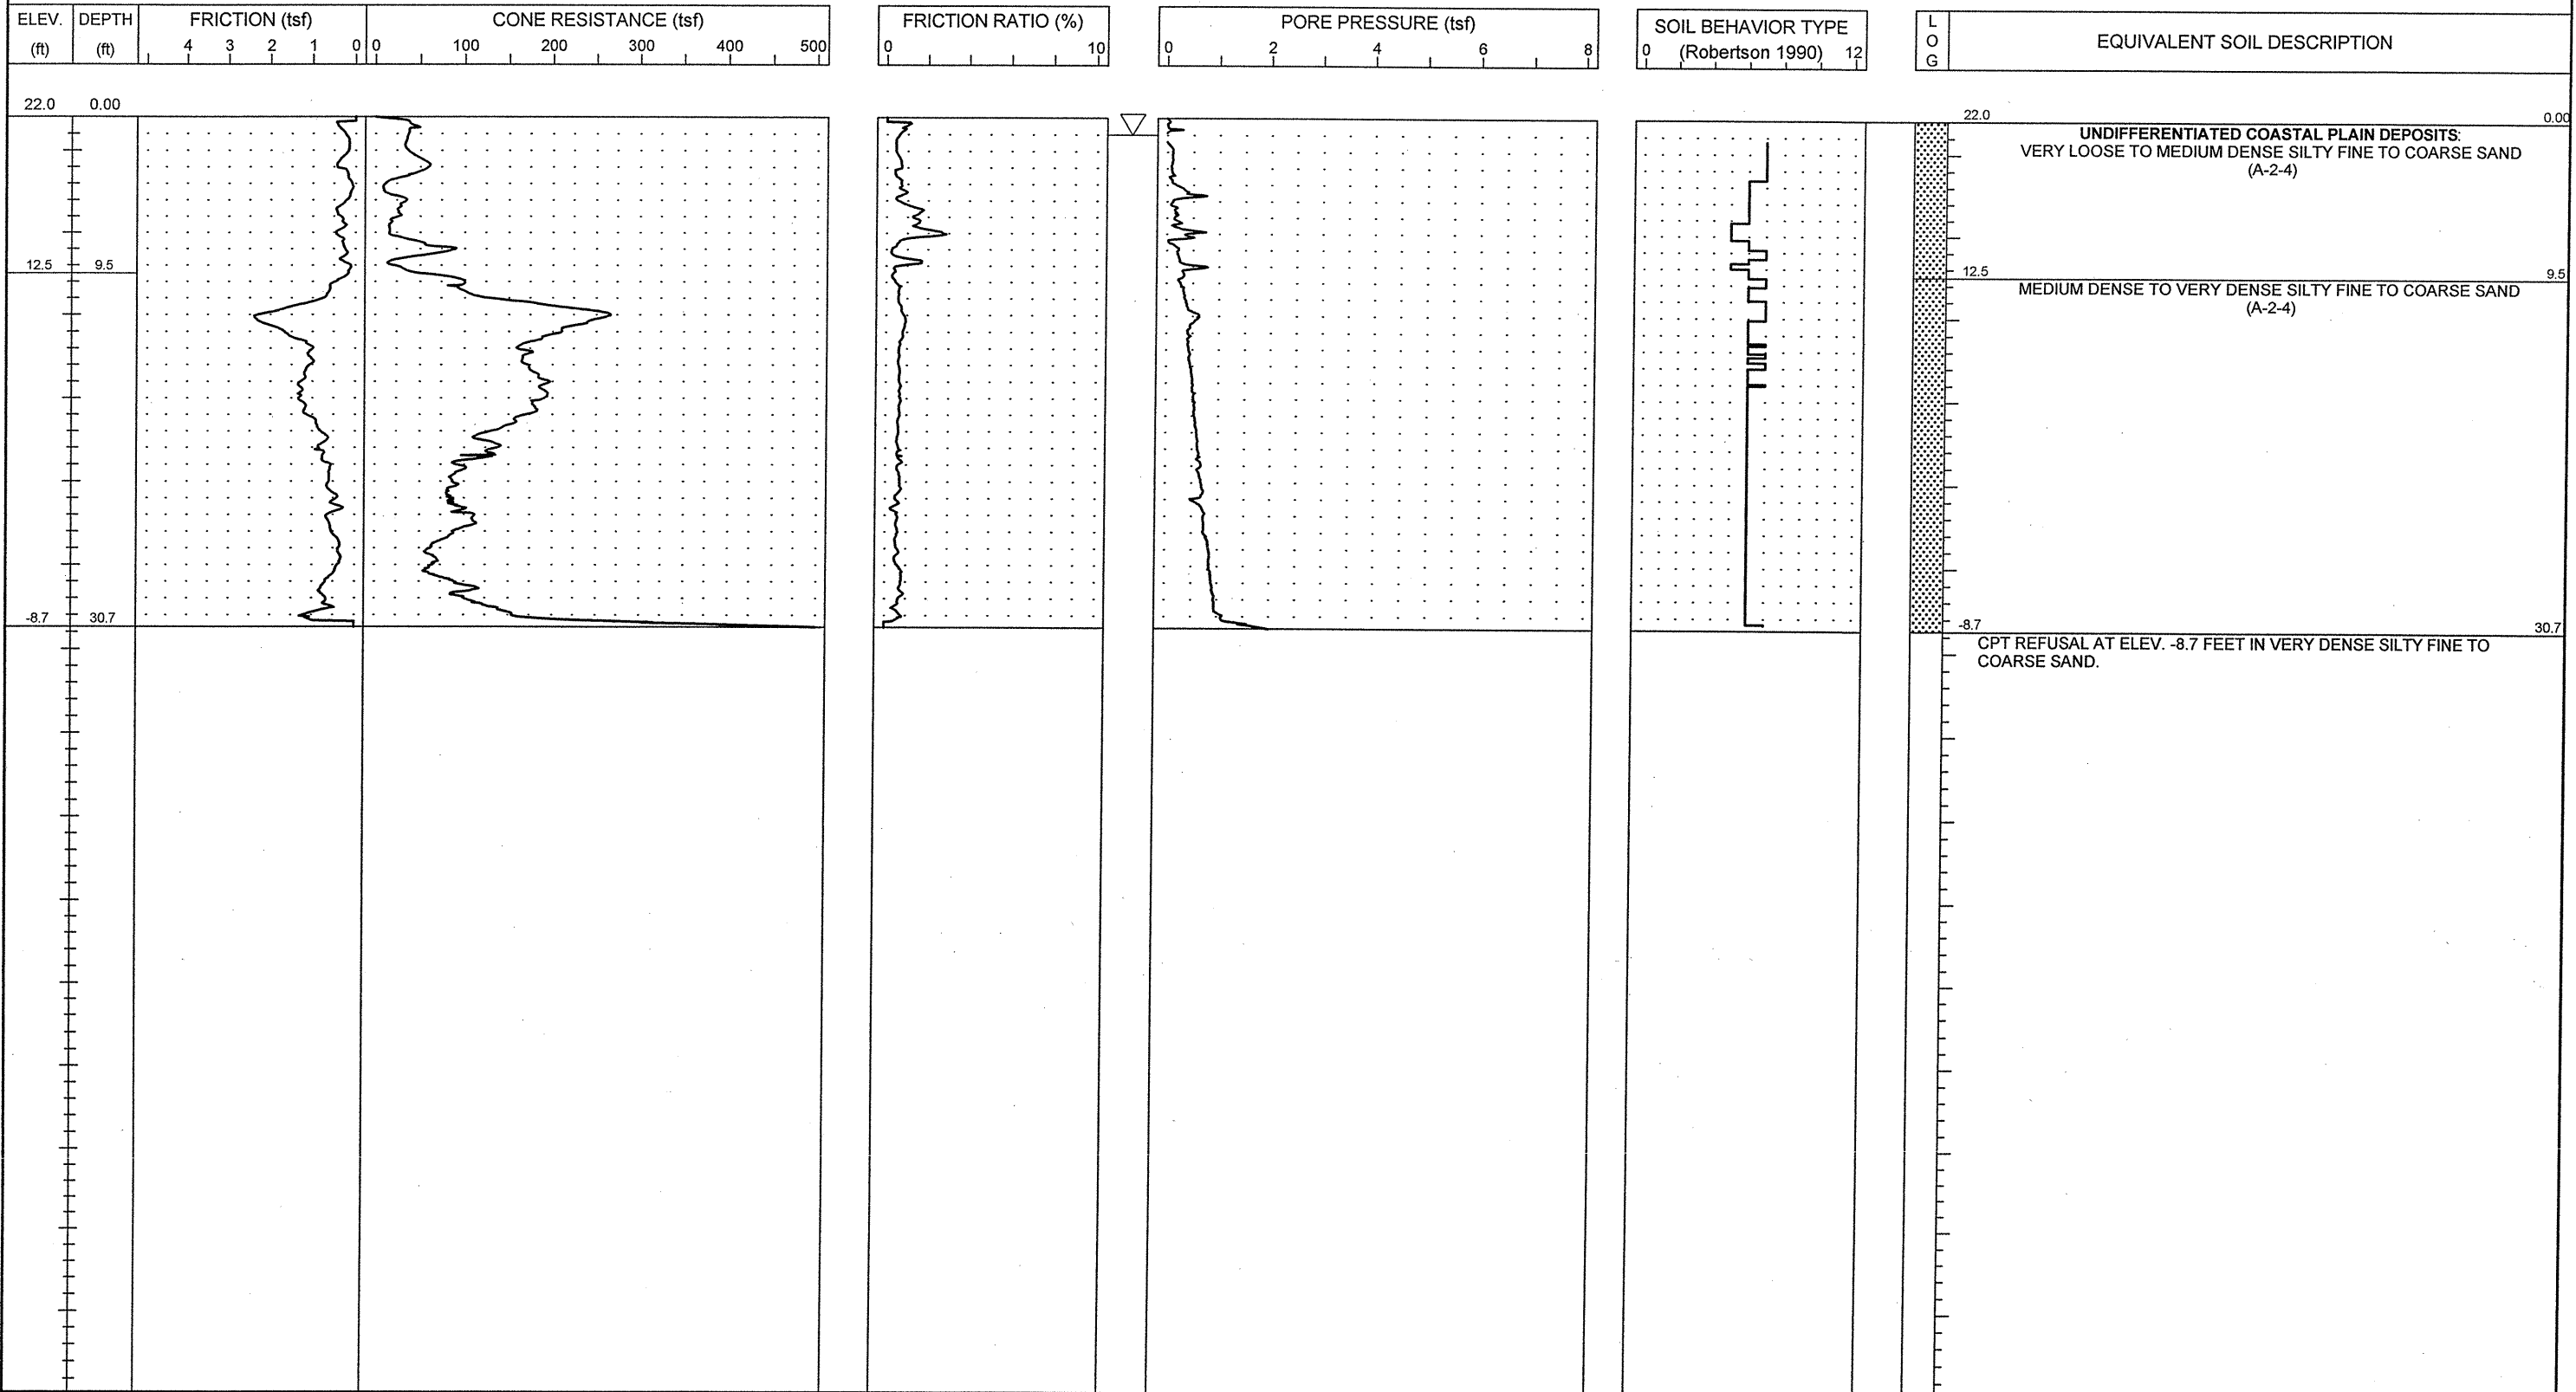 ELEV.
(ft)
DEPTH
(ft)
FRICTION (tsf)
4 3 2 1 0
CONE RESISTANCE (tsf)
0 100 200 300 400 500
FRICTION RATIO (%)
0 10
PORE PRESSURE (tsf)
0 2 4 6 8
SOIL BEHAVIOR TYPE
(Robertson 1990)
0 12
L
O
G
EQUIVALENT SOIL DESCRIPTION
22.0 0.00
22.0 0.00
UNDIFFERENTIATED COASTAL PLAIN DEPOSITS:
VERY LOOSE TO MEDIUM DENSE SILTY FINE TO COARSE SAND
(A-2-4)
12.5 9.5
12.5 9.5
MEDIUM DENSE TO VERY DENSE SILTY FINE TO COARSE SAND
(A-2-4)
-8.7 30.7
-8.7 30.7
CPT REFUSAL AT ELEV. -8.7 FEET IN VERY DENSE SILTY FINE TO
COARSE SAND.